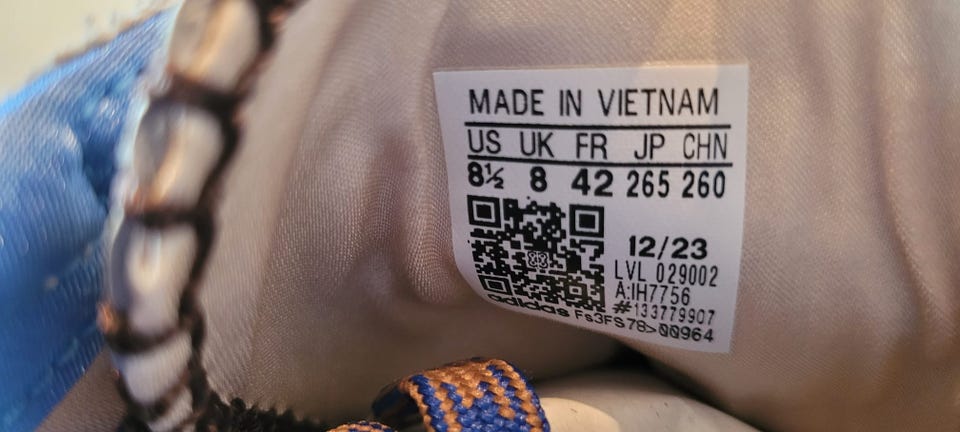 MADE IN VIETNAM
US UK FR JP CHN
8½ 8 42 265 260
12/23
LVL 029002
A:IH7756
#133779907
adidas Fs3FS78>00964